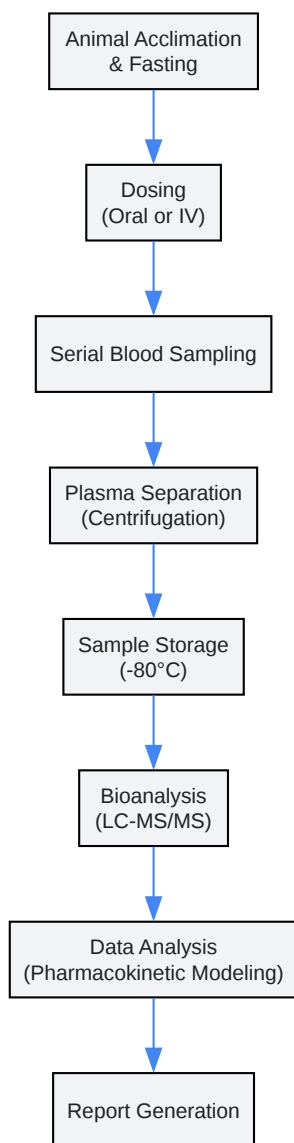 Animal Acclimation
& Fasting
Dosing
(Oral or IV)
Serial Blood Sampling
Plasma Separation
(Centrifugation)
Sample Storage
(-80°C)
Bioanalysis
(LC-MS/MS)
Data Analysis
(Pharmacokinetic Modeling)
Report Generation